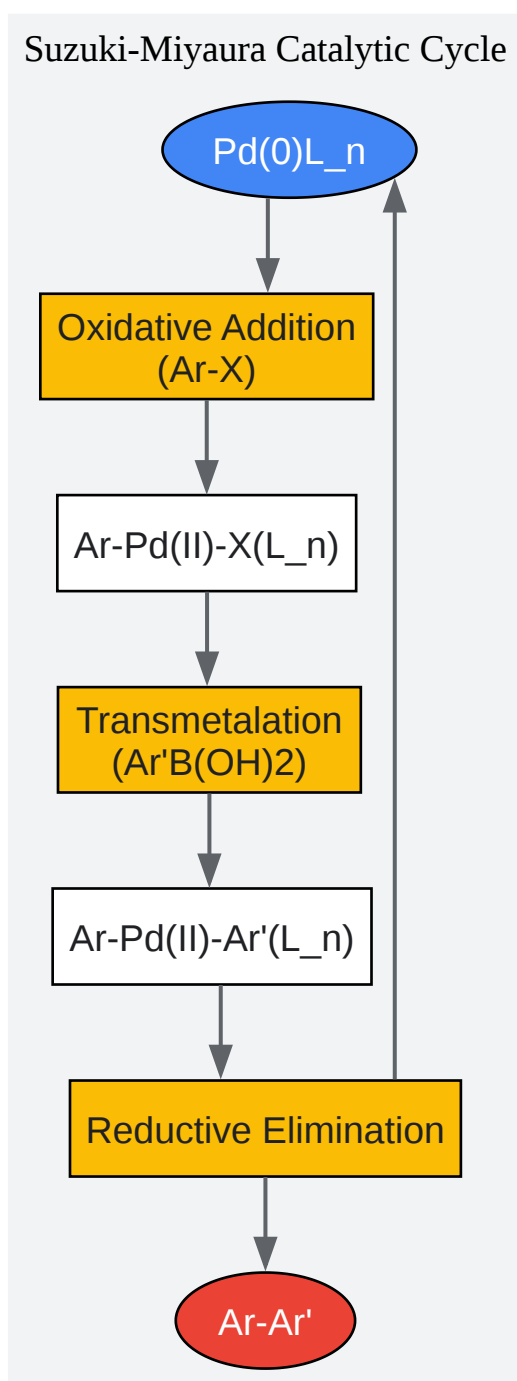 Suzuki-Miyaura Catalytic Cycle
Pd(0)L_n
Oxidative Addition
(Ar-X)
Ar-Pd(II)-X(L_n)
Transmetalation
(Ar'B(OH)2)
Ar-Pd(II)-Ar'(L_n)
Reductive Elimination
Ar-Ar'